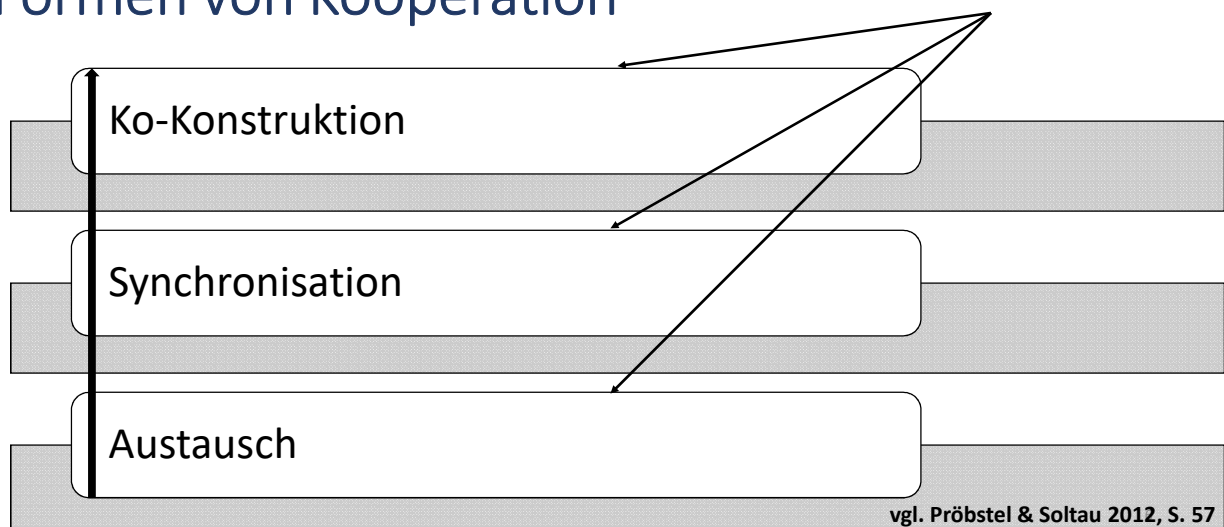 Formen von Kooperation
Ko-Konstruktion
Synchronisation
Austausch
vgl. Pröbstel & Soltau 2012, S. 57